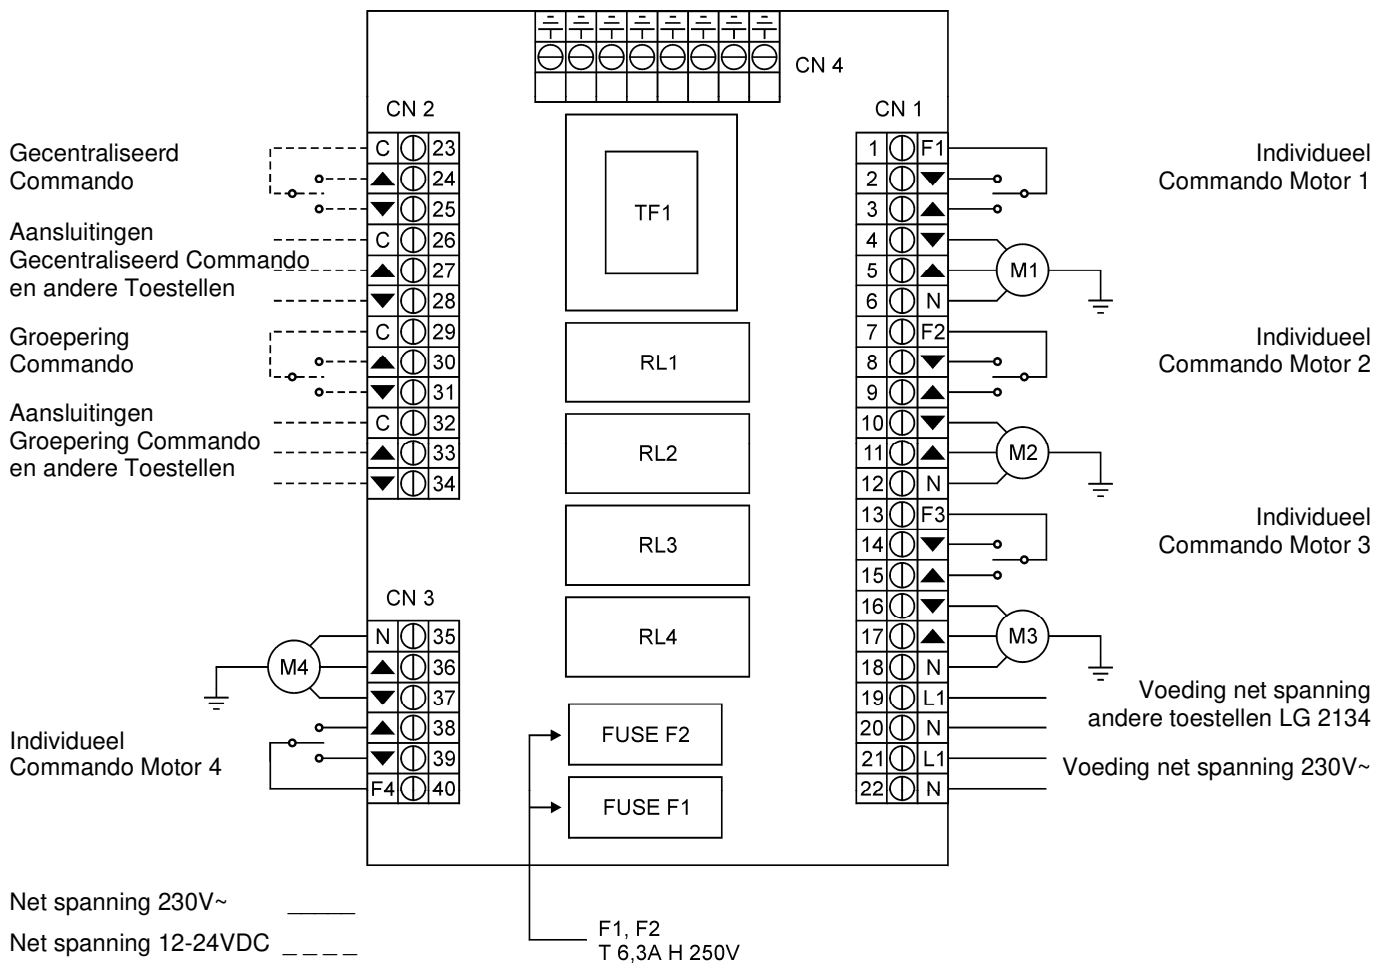 CN 4
CN 2
CN 1
Gecentraliseerd
Commando
C 23
24
25
Aansluitingen
Gecentraliseerd Commando
en andere Toestellen
C 26
27
28
Groepering
Commando
C 29
30
31
Aansluitingen
Groepering Commando
en andere Toestellen
C 32
33
34
CN 3
N 35
36
37
M4
38
39
F4 40
Individueel
Commando Motor 4
TF1
RL1
RL2
RL3
RL4
FUSE F2
FUSE F1
1 F1
2
3
Individueel
Commando Motor 1
4
5
6 N
M1
7 F2
8
9
Individueel
Commando Motor 2
10
11
12 N
M2
13 F3
14
15
Individueel
Commando Motor 3
16
17
18 N
M3
19 L1
20 N
Voeding net spanning
andere toestellen LG 2134
21 L1
22 N
Voeding net spanning 230V~
Net spanning 230V~
Net spanning 12-24VDC
F1, F2
T 6,3A H 250V